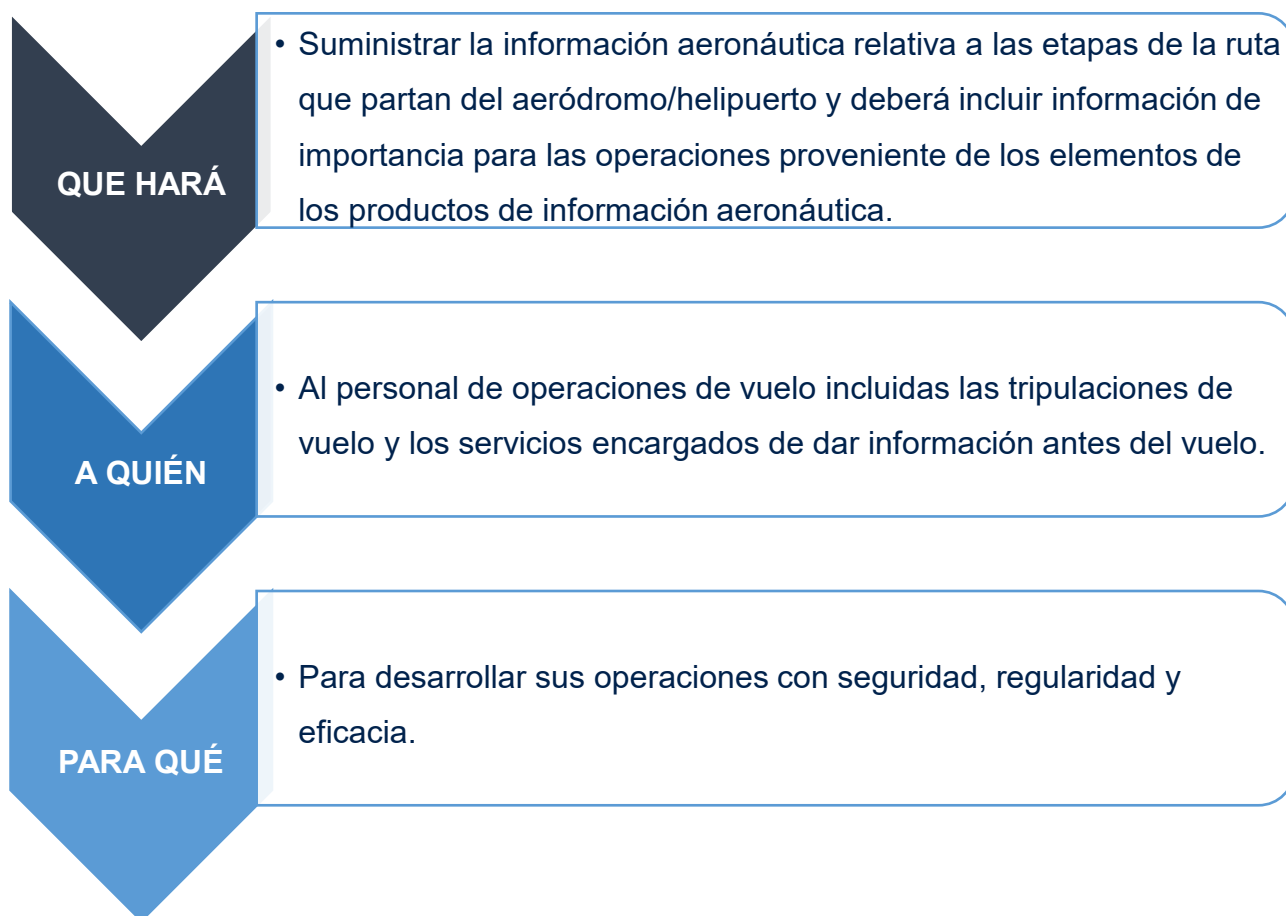 QUE HARÁ
• Suministrar la información aeronáutica relativa a las etapas de la ruta
que partan del aeródromo/helipuerto y deberá incluir información de
importancia para las operaciones proveniente de los elementos de
los productos de información aeronáutica.
A QUIÉN
• Al personal de operaciones de vuelo incluidas las tripulaciones de
vuelo y los servicios encargados de dar información antes del vuelo.
PARA QUÉ
• Para desarrollar sus operaciones con seguridad, regularidad y
eficacia.